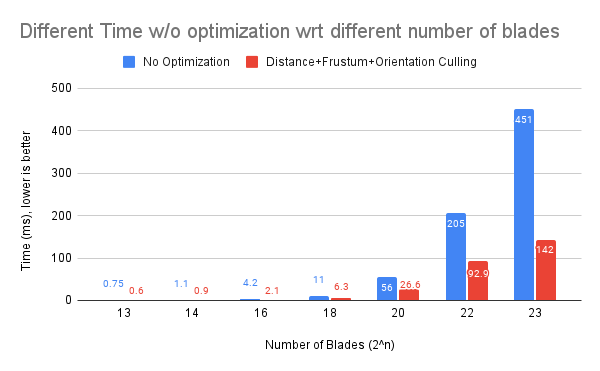 Different Time w/o optimization wrt different number of blades
No Optimization Distance+Frustum+Orientation Culling
Time (ms), lower is better
500
400
300
200
100
0
0.75 0.6 1.1 0.9 4.2 2.1 11 6.3 56 26.6 205 92.9 451 142
13 14 16 18 20 22 23
Number of Blades (2^n)